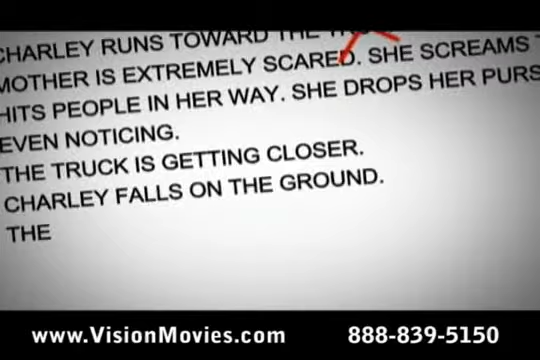 CHARLEY RUNS TOWARD THE
MOTHER IS EXTREMELY SCARED. SHE SCREAMS
HITS PEOPLE IN HER WAY. SHE DROPS HER PURS
EVEN NOTICING.
THE TRUCK IS GETTING CLOSER.
CHARLEY FALLS ON THE GROUND.
THE
www.VisionMovies.com 888-839-5150